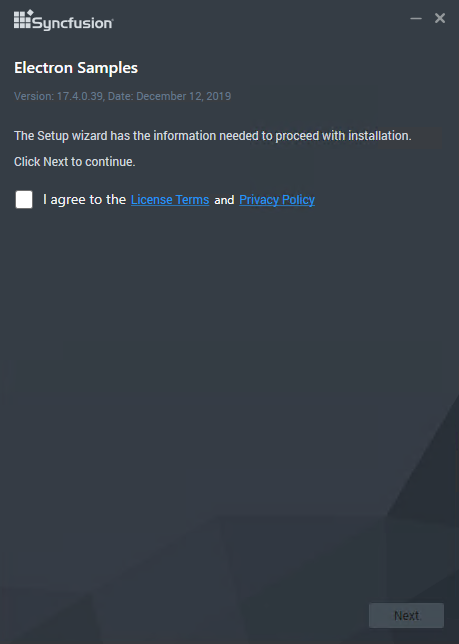 Syncfusion
Electron Samples
Version: 17.4.0.39, Date: December 12, 2019
The Setup wizard has the information needed to proceed with installation.
Click Next to continue.
I agree to the License Terms and Privacy Policy
Next